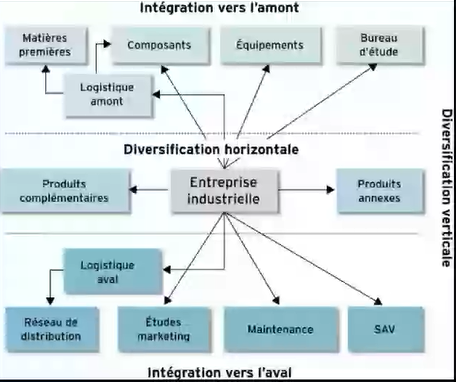 Intégration vers l'amont
Matières
premières
Composants
Équipements
Bureau
d'étude
Logistique
amont
Diversification horizontale
Produits
complémentaires
Entreprise
industrielle
Produits
annexes
Diversification verticale
Logistique
aval
Réseau de
distribution
Études
marketing
Maintenance
SAV
Intégration vers l'aval